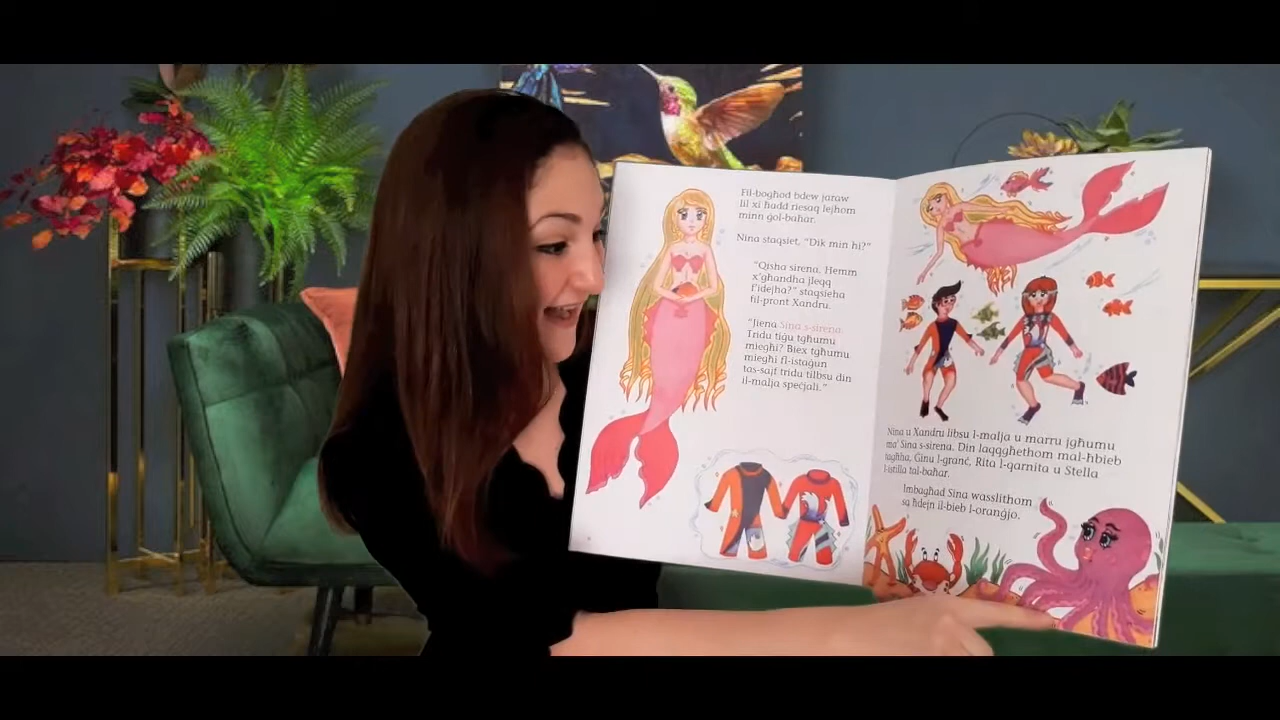 Fil-bogħod bdew jaraw
lil xi ħadd riesaq lejhom
minn ġol-baħar.
Nina staqsiet, “Dik min hi?”
“Qisha sirena. Hemm
x'għandha jleqq
f'idejha?” staqsieha
fil-pront Xandru.
“Jiena Sina s-sirena.
Tridu tiġu tgħumu
miegħi? Biex tgħumu
miegħi fl-istaġun
tas-sajf tridu tilbsu din
il-malja speċjali.”
Nina u Xandru libsu l-malja u marru jgħumu
ma' Sina s-sirena. Din laqqgħethom mal-ħbieb
tagħha, Ġinu l-granċ, Rita l-qarnita u Stella
l-istilla tal-baħar.
Imbagħad Sina wasslithom
sa ħdejn il-bieb l-oranġjo.